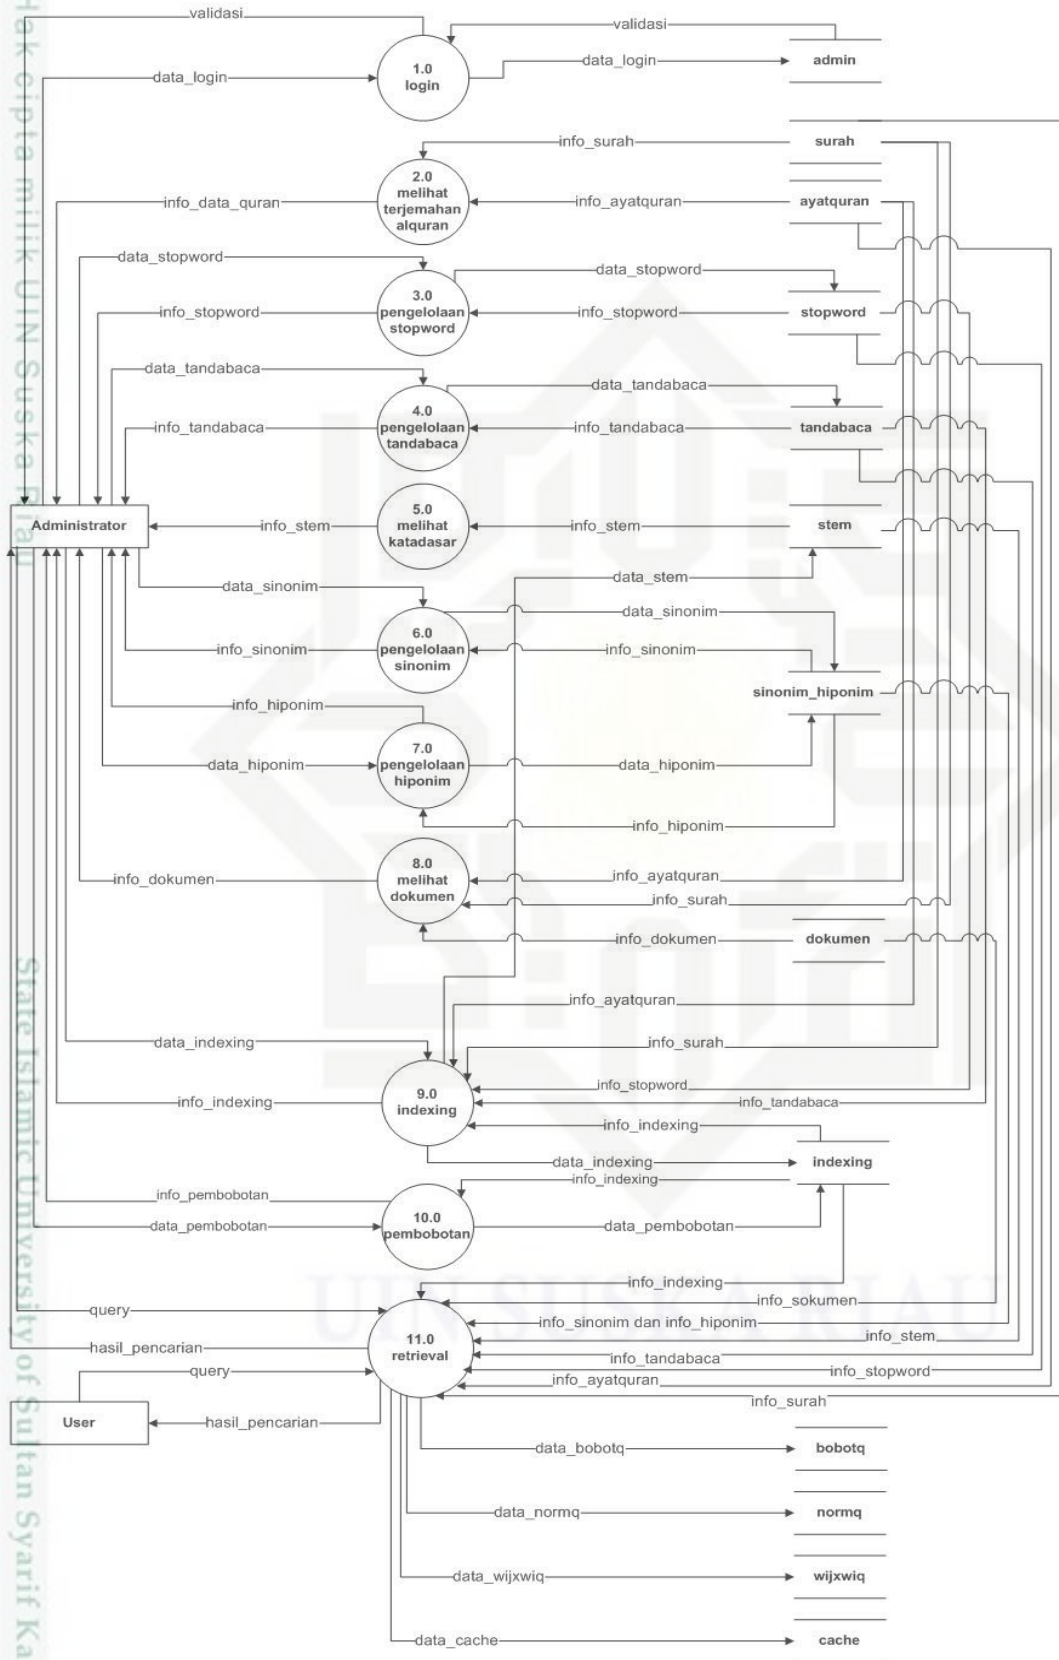 validasi
validasi
1.0
login
admin
data_login
data_login
info_surah
surah
2.0
melihat
terjemahan
alquran
info_data_quran
info_ayatquran
ayatquran
data_stopword
data_stopword
3.0
pengelolaan
stopword
info_stopword
info_stopword
stopword
data_tandabaca
data_tandabaca
4.0
pengelolaan
tandabaca
info_tandabaca
info_tandabaca
tandabaca
Administrator
5.0
melihat
katadasar
info_stem
info_stem
stem
data_stem
data_sinonim
data_sinonim
6.0
pengelolaan
sinonim
info_sinonim
info_sinonim
sinonim_hiponim
info_hiponim
7.0
pengelolaan
hiponim
data_hiponim
data_hiponim
info_hiponim
8.0
melihat
dokumen
info_dokumen
info_ayatquran
info_surah
info_dokumen
dokumen
info_ayatquran
data_indexing
info_surah
9.0
indexing
info_stopword
info_indexing
info_tandabaca
info_indexing
data_indexing
indexing
info_indexing
info_pembobotan
10.0
pembobotan
data_pembobotan
data_pembobotan
info_indexing
info_sokumen
query
info_sinonim dan info_hiponim
11.0
retrieval
info_stem
hasil_pencarian
info_tandabaca
info_stopword
query
info_ayatquran
info_surah
User
hasil_pencarian
data_bobotq
bobotq
data_normq
normq
data_wijxwiq
wijxwiq
data_cache
cache
Hak cipta milik UIN Suska Riau
State Islamic University of Sultan Syarif Ka
UIN SUSKA RIAU